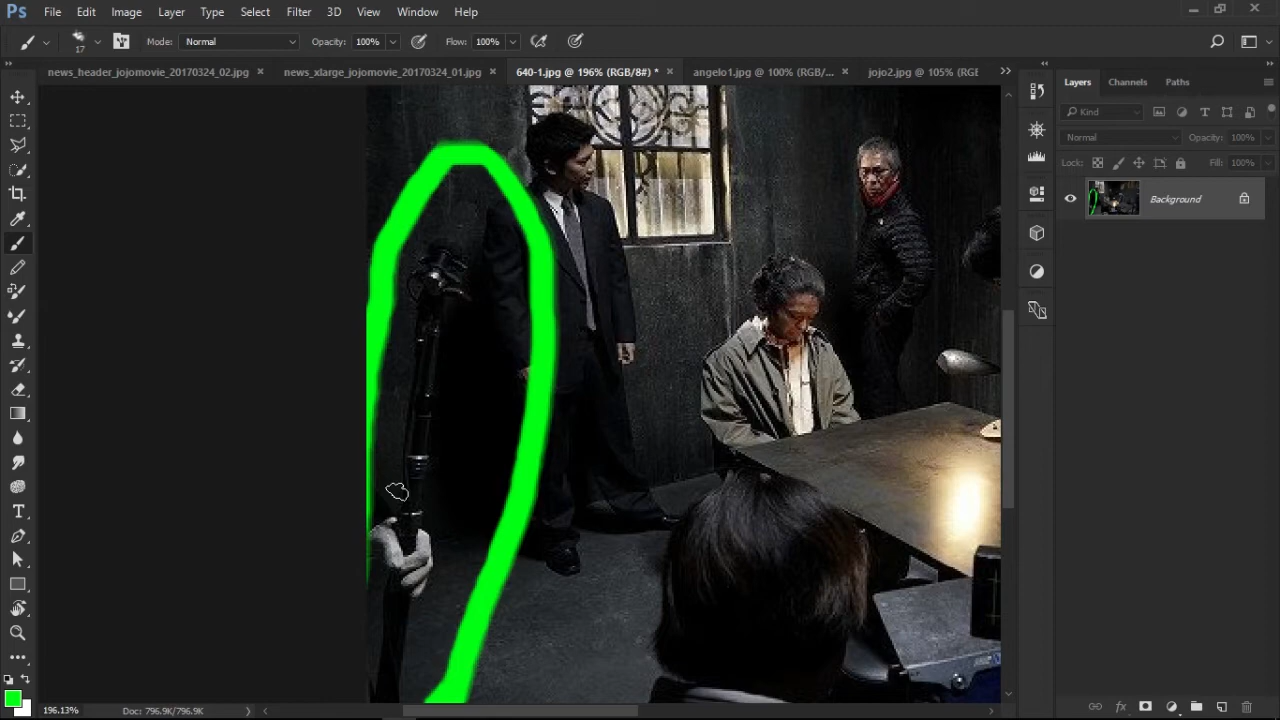 Ps File Edit Image Layer Type Select Filter 3D View Window Help
17 Mode: Normal Opacity: 100% Flow: 100%
news_header_jojomovie_20170324_02.jpg × news_xlarge_jojomovie_20170324_01.jpg × 640-1.jpg @ 196% (RGB/8#) * × angelo1.jpg @ 100% (RGB/... × jojo2.jpg @ 105% (RGE
Layers Channels Paths
Kind
Normal Opacity: 100%
Lock: Fill: 100%
Background
196.13% Doc: 796.9K/796.9K